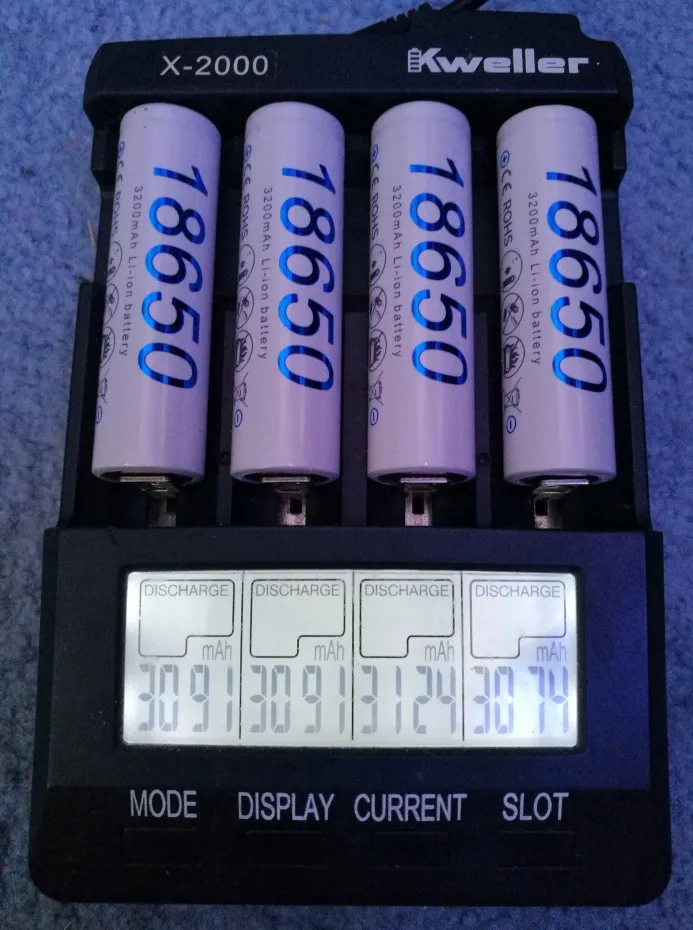 X-2000 Kweller
18650
3200mAh Li-ion battery
CE ROHS
18650
3200mAh Li-ion battery
CE ROHS
18650
3200mAh Li-ion battery
CE ROHS
18650
3200mAh Li-ion battery
CE ROHS
DISCHARGE DISCHARGE DISCHARGE DISCHARGE
mAh mAh mAh mAh
3091 3091 3124 3074
MODE DISPLAY CURRENT SLOT